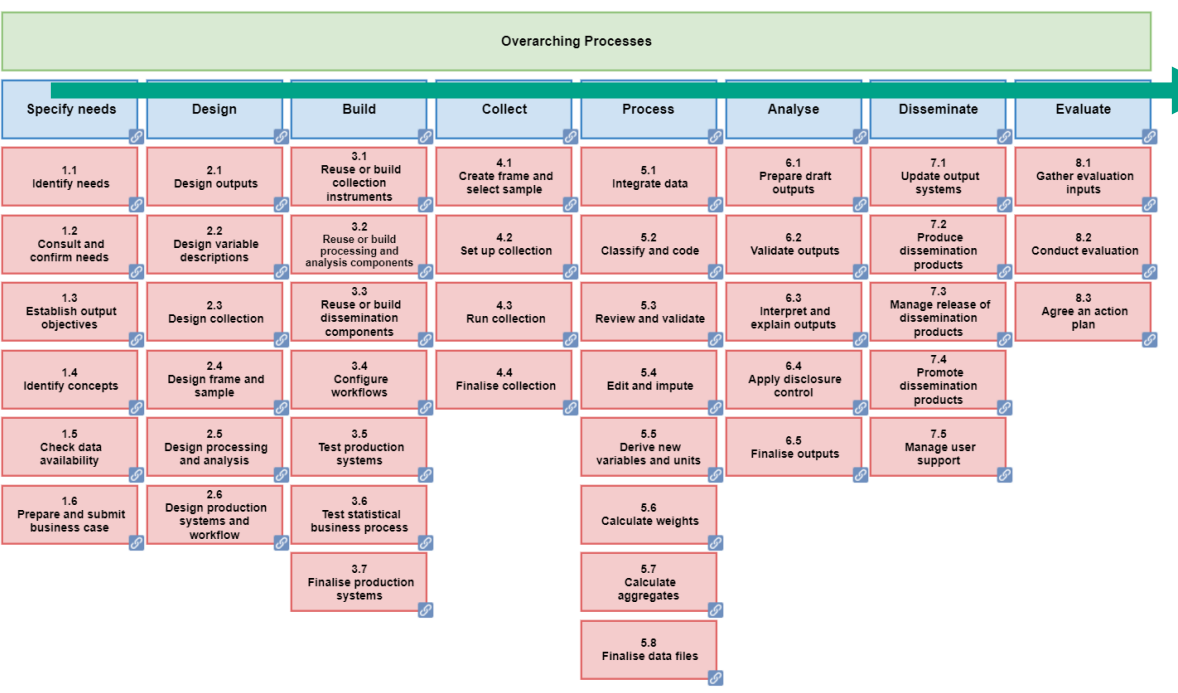 Overarching Processes
Specify needs
Design
Build
Collect
Process
Analyse
Disseminate
Evaluate
1.1
Identify needs
1.2
Consult and
confirm needs
1.3
Establish output
objectives
1.4
Identify concepts
1.5
Check data
availability
1.6
Prepare and submit
business case
2.1
Design outputs
2.2
Design variable
descriptions
2.3
Design collection
2.4
Design frame and
sample
2.5
Design processing
and analysis
2.6
Design production
systems and
workflow
3.1
Reuse or build
collection
instruments
3.2
Reuse or build
processing and
analysis components
3.3
Reuse or build
dissemination
components
3.4
Configure
workflows
3.5
Test production
systems
3.6
Test statistical
business process
3.7
Finalise production
systems
4.1
Create frame and
select sample
4.2
Set up collection
4.3
Run collection
4.4
Finalise collection
5.1
Integrate data
5.2
Classify and code
5.3
Review and validate
5.4
Edit and impute
5.5
Derive new
variables and units
5.6
Calculate weights
5.7
Calculate
aggregates
5.8
Finalise data files
6.1
Prepare draft
outputs
6.2
Validate outputs
6.3
Interpret and
explain outputs
6.4
Apply disclosure
control
6.5
Finalise outputs
7.1
Update output
systems
7.2
Produce
dissemination
products
7.3
Manage release of
dissemination
products
7.4
Promote
dissemination
products
7.5
Manage user
support
8.1
Gather evaluation
inputs
8.2
Conduct evaluation
8.3
Agree an action
plan